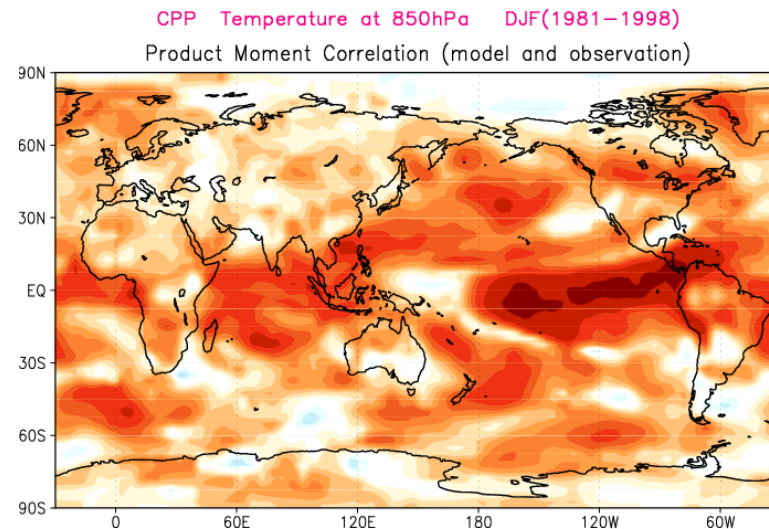 CPP Temperature at 850hPa DJF(1981−1998)
Product Moment Correlation (model and observation)
90N
60N
30N
EQ
30S
60S
90S
0 60E 120E 180 120W 60W